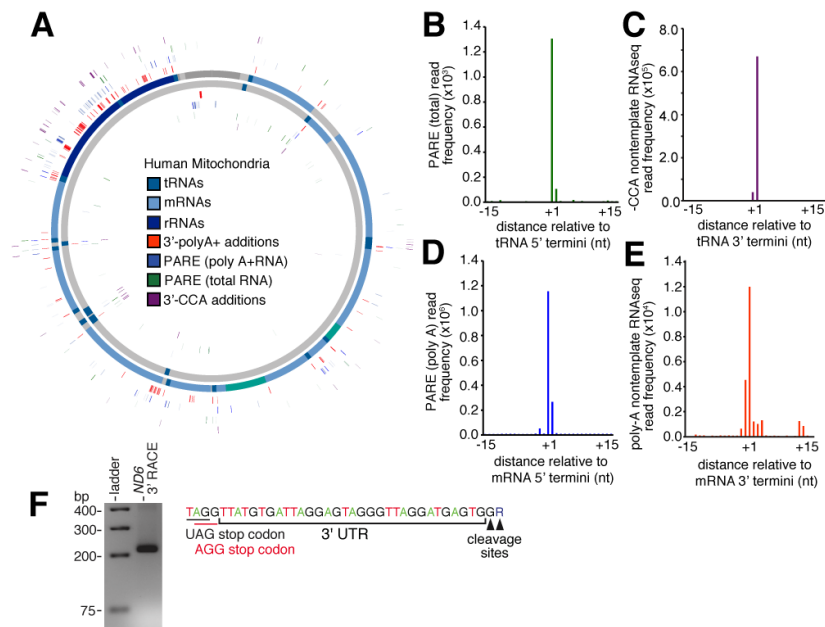 A
Human Mitochondria
tRNAs
mRNAs
rRNAs
3'-polyA+ additions
PARE (poly A+RNA)
PARE (total RNA)
3'-CCA additions
B
PARE (total) read
frequency (x10³)
1.4
1.2
1.0
0.8
0.6
0.4
0.2
0
-15
+1
+15
distance relative to
tRNA 5' termini (nt)
C
-CCA nontemplate RNAseq
read frequency (x10⁵)
8.0
6.0
4.0
2.0
0
-15
+1
+15
distance relative to
tRNA 3' termini (nt)
D
PARE (poly A) read
frequency (x10⁶)
1.4
1.2
1.0
0.8
0.6
0.4
0.2
0
-15
+1
+15
distance relative to
mRNA 5' termini (nt)
E
poly-A nontemplate RNAseq
read frequency (x10⁴)
1.4
1.2
1.0
0.8
0.6
0.4
0.2
0
-15
+1
+15
distance relative to
mRNA 3' termini (nt)
F
bp
-ladder
-ND6
3' RACE
400-
300-
200-
75-
TAGGTTATGTGATTAGGAGTAGGGTTAGGATGAGTGGR
UAG stop codon
AGG stop codon
3' UTR
cleavage
sites